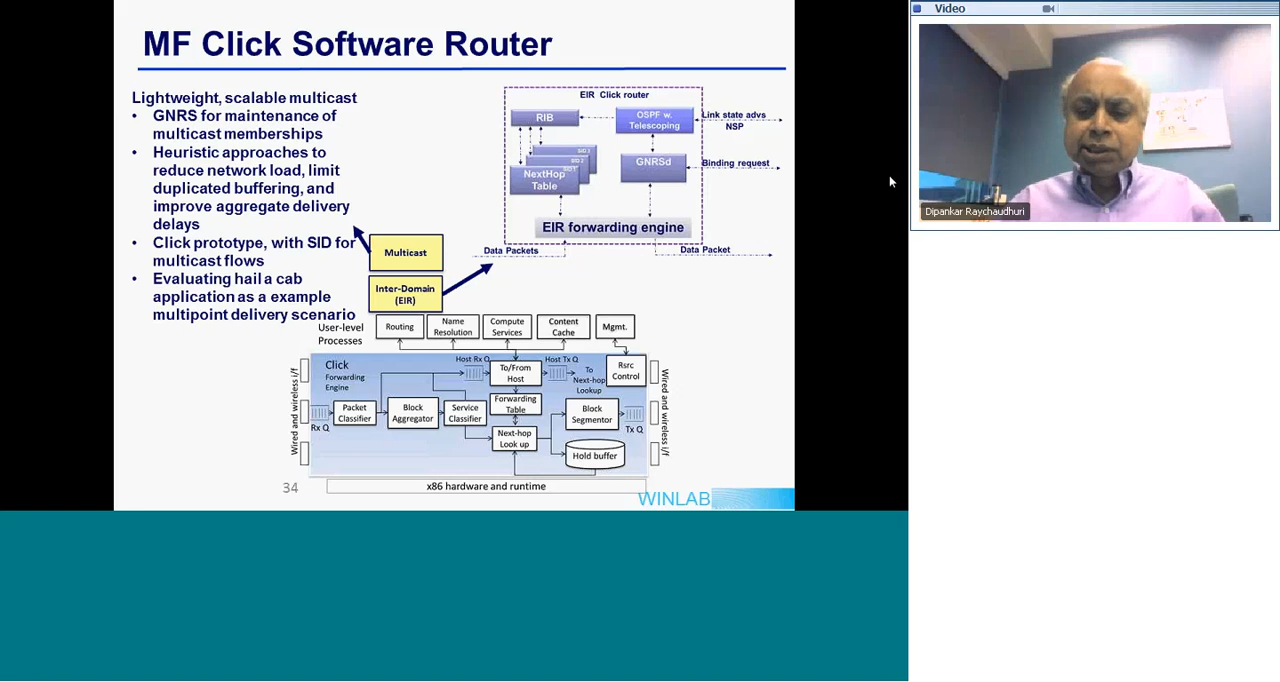 MF Click Software Router
Lightweight, scalable multicast
• GNRS for maintenance of
multicast memberships
• Heuristic approaches to
reduce network load, limit
duplicated buffering, and
improve aggregate delivery
delays
• Click prototype, with SID for
multicast flows
• Evaluating hail a cab
application as a example
multipoint delivery scenario
Multicast
Inter-Domain
(EIR)
EIR Click router
RIB
OSPF w.
Telescoping
Link state advs
NSP
SID 3
SID 2
SID 1
NextHop
Table
GNRSd
Binding request
EIR forwarding engine
Data Packets
Data Packet
User-level
Processes
Routing
Name
Resolution
Compute
Services
Content
Cache
Mgmt.
Click
Forwarding
Engine
Host Rx Q
To/From
Host
Host Tx Q
To
Next-hop
Lookup
Rsrc
Control
Wired and wireless i/f
Rx Q
Packet
Classifier
Block
Aggregator
Service
Classifier
Forwarding
Table
Next-hop
Look up
Block
Segmentor
Hold buffer
Tx Q
Wired and wireless i/f
x86 hardware and runtime
34
WINLAB
Video
Dipankar Raychaudhuri